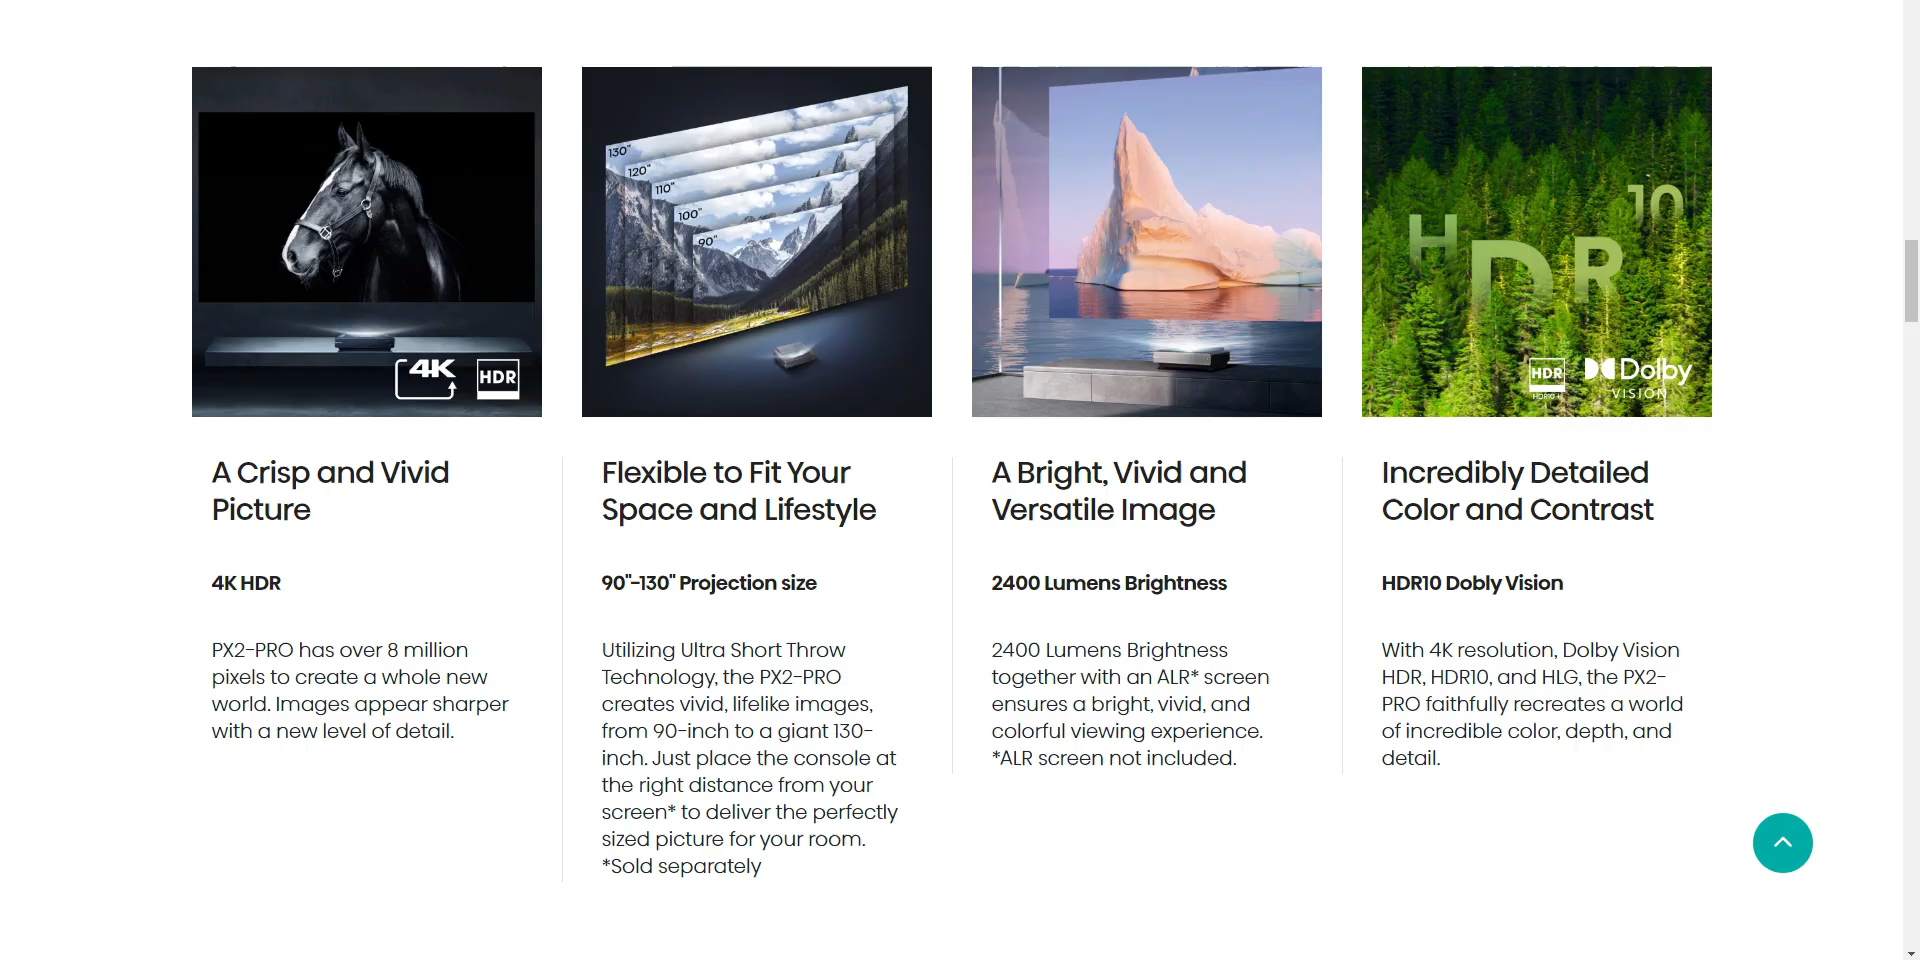 4K
HDR
130"
120"
110"
100"
90"
HDR
10
HDR
HDR10+
Dolby
VISION
A Crisp and Vivid
Picture
4K HDR
PX2-PRO has over 8 million
pixels to create a whole new
world. Images appear sharper
with a new level of detail.
Flexible to Fit Your
Space and Lifestyle
90"-130" Projection size
Utilizing Ultra Short Throw
Technology, the PX2-PRO
creates vivid, lifelike images,
from 90-inch to a giant 130-
inch. Just place the console at
the right distance from your
screen* to deliver the perfectly
sized picture for your room.
*Sold separately
A Bright, Vivid and
Versatile Image
2400 Lumens Brightness
2400 Lumens Brightness
together with an ALR* screen
ensures a bright, vivid, and
colorful viewing experience.
*ALR screen not included.
Incredibly Detailed
Color and Contrast
HDR10 Dobly Vision
With 4K resolution, Dolby Vision
HDR, HDR10, and HLG, the PX2-
PRO faithfully recreates a world
of incredible color, depth, and
detail.